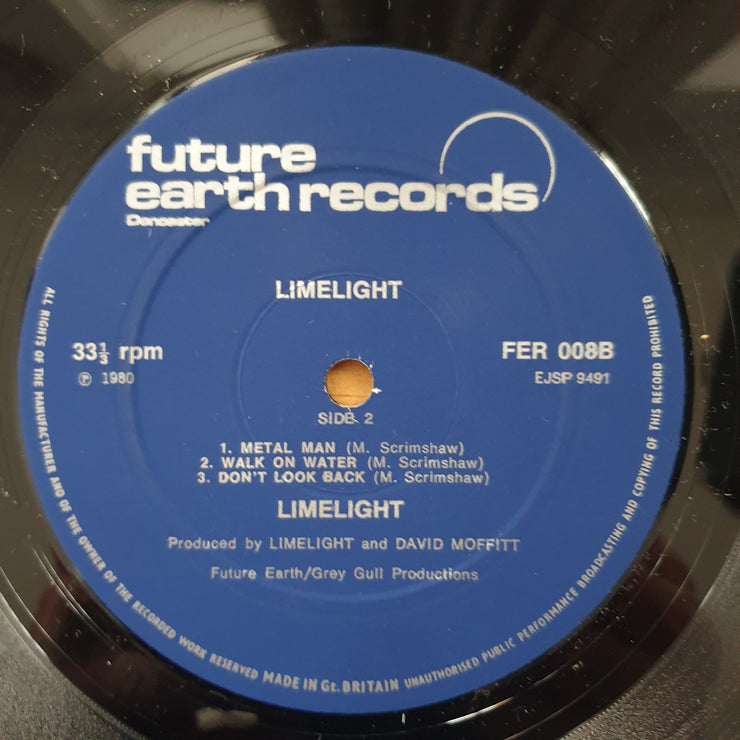 future
earth records
Doncaster
LIMELIGHT
33⅓ rpm
FER 008B
℗ 1980
EJSP 9491
SIDE 2
1. METAL MAN (M. Scrimshaw)
2. WALK ON WATER (M. Scrimshaw)
3. DON'T LOOK BACK (M. Scrimshaw)
LIMELIGHT
Produced by LIMELIGHT and DAVID MOFFITT
Future Earth/Grey Gull Productions
ALL RIGHTS OF THE MANUFACTURER AND OF THE OWNER OF THE RECORDED WORK RESERVED MADE IN Gt. BRITAIN UNAUTHORISED PUBLIC PERFORMANCE BROADCASTING AND COPYING OF THIS RECORD PROHIBITED